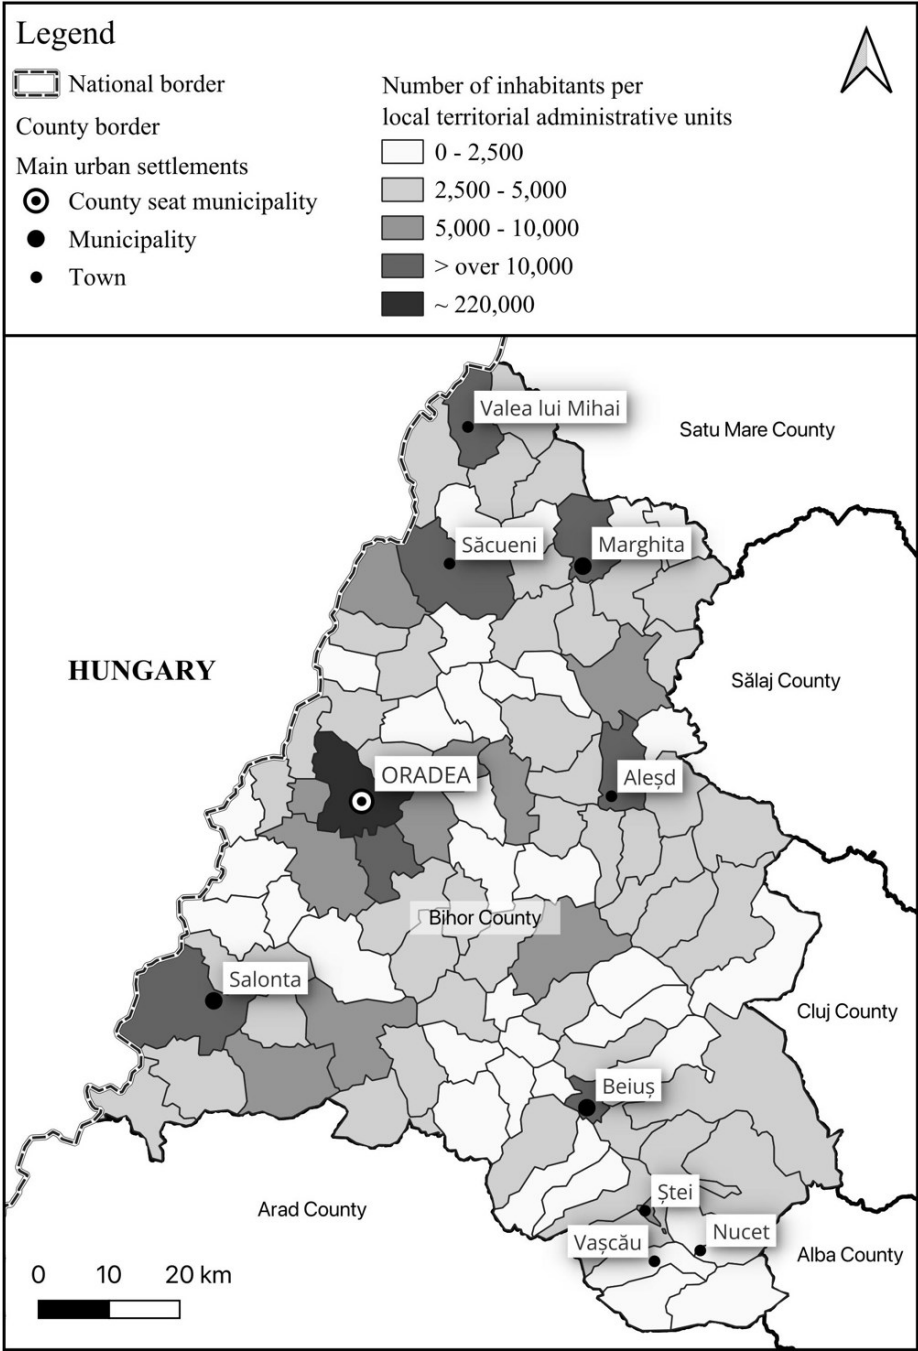 Legend
National border
County border
Main urban settlements
County seat municipality
Municipality
Town
Number of inhabitants per
local territorial administrative units
0 - 2,500
2,500 - 5,000
5,000 - 10,000
> over 10,000
~ 220,000
Valea lui Mihai
Satu Mare County
Săcueni
Marghita
HUNGARY
Sălaj County
ORADEA
Aleșd
Bihor County
Salonta
Cluj County
Beiuș
Ștei
Arad County
Vașcău
Nucet
Alba County
0 10 20 km